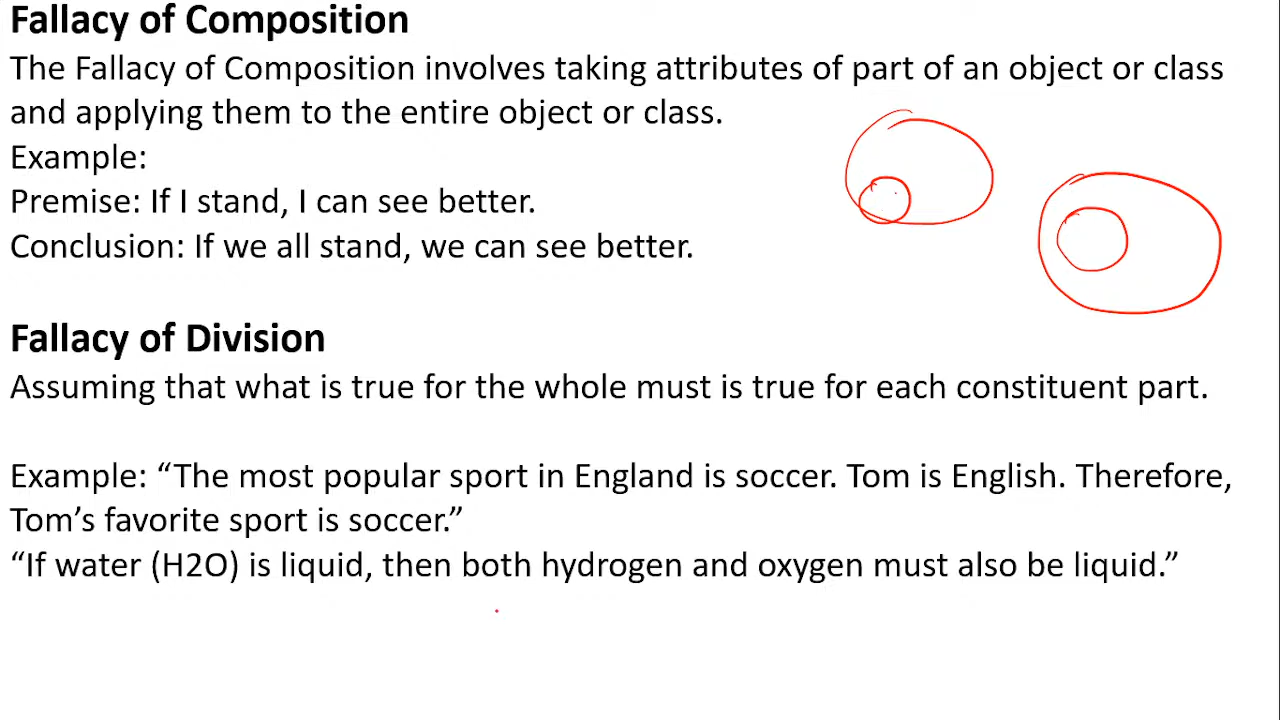 Fallacy of Composition
The Fallacy of Composition involves taking attributes of part of an object or class
and applying them to the entire object or class.
Example:
Premise: If I stand, I can see better.
Conclusion: If we all stand, we can see better.
Fallacy of Division
Assuming that what is true for the whole must is true for each constituent part.
Example: “The most popular sport in England is soccer. Tom is English. Therefore,
Tom’s favorite sport is soccer.”
“If water (H2O) is liquid, then both hydrogen and oxygen must also be liquid.”